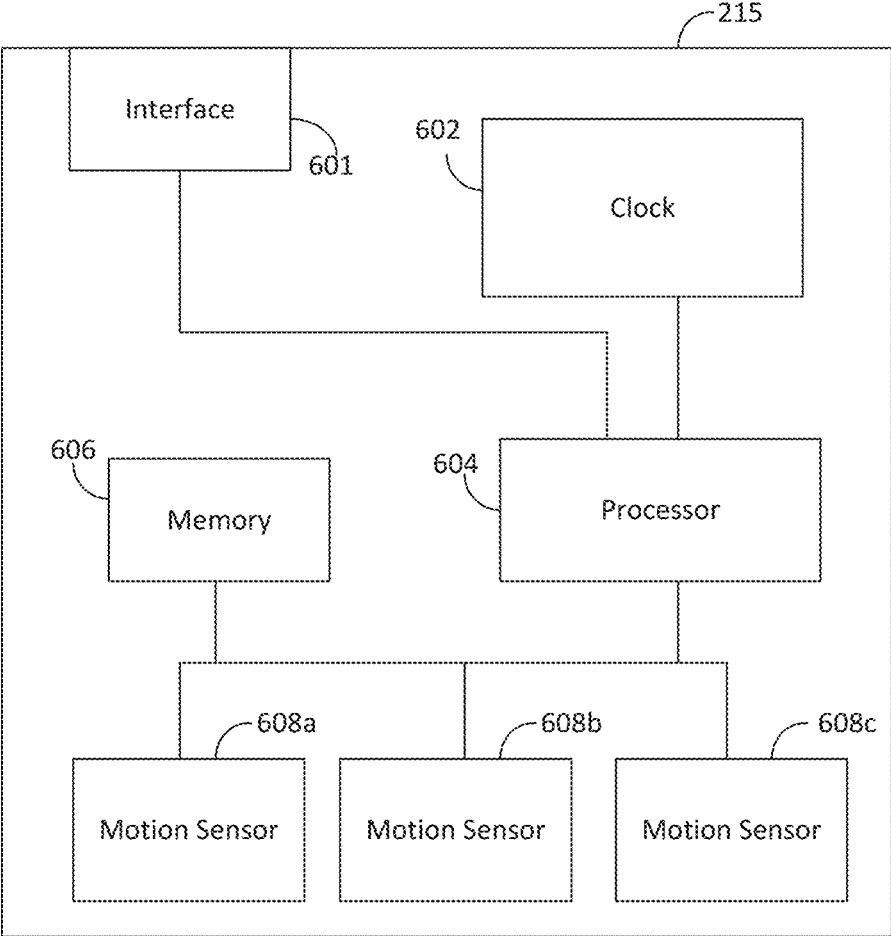 215
Interface
601
602
Clock
606
Memory
604
Processor
608a
608b
608c
Motion Sensor
Motion Sensor
Motion Sensor